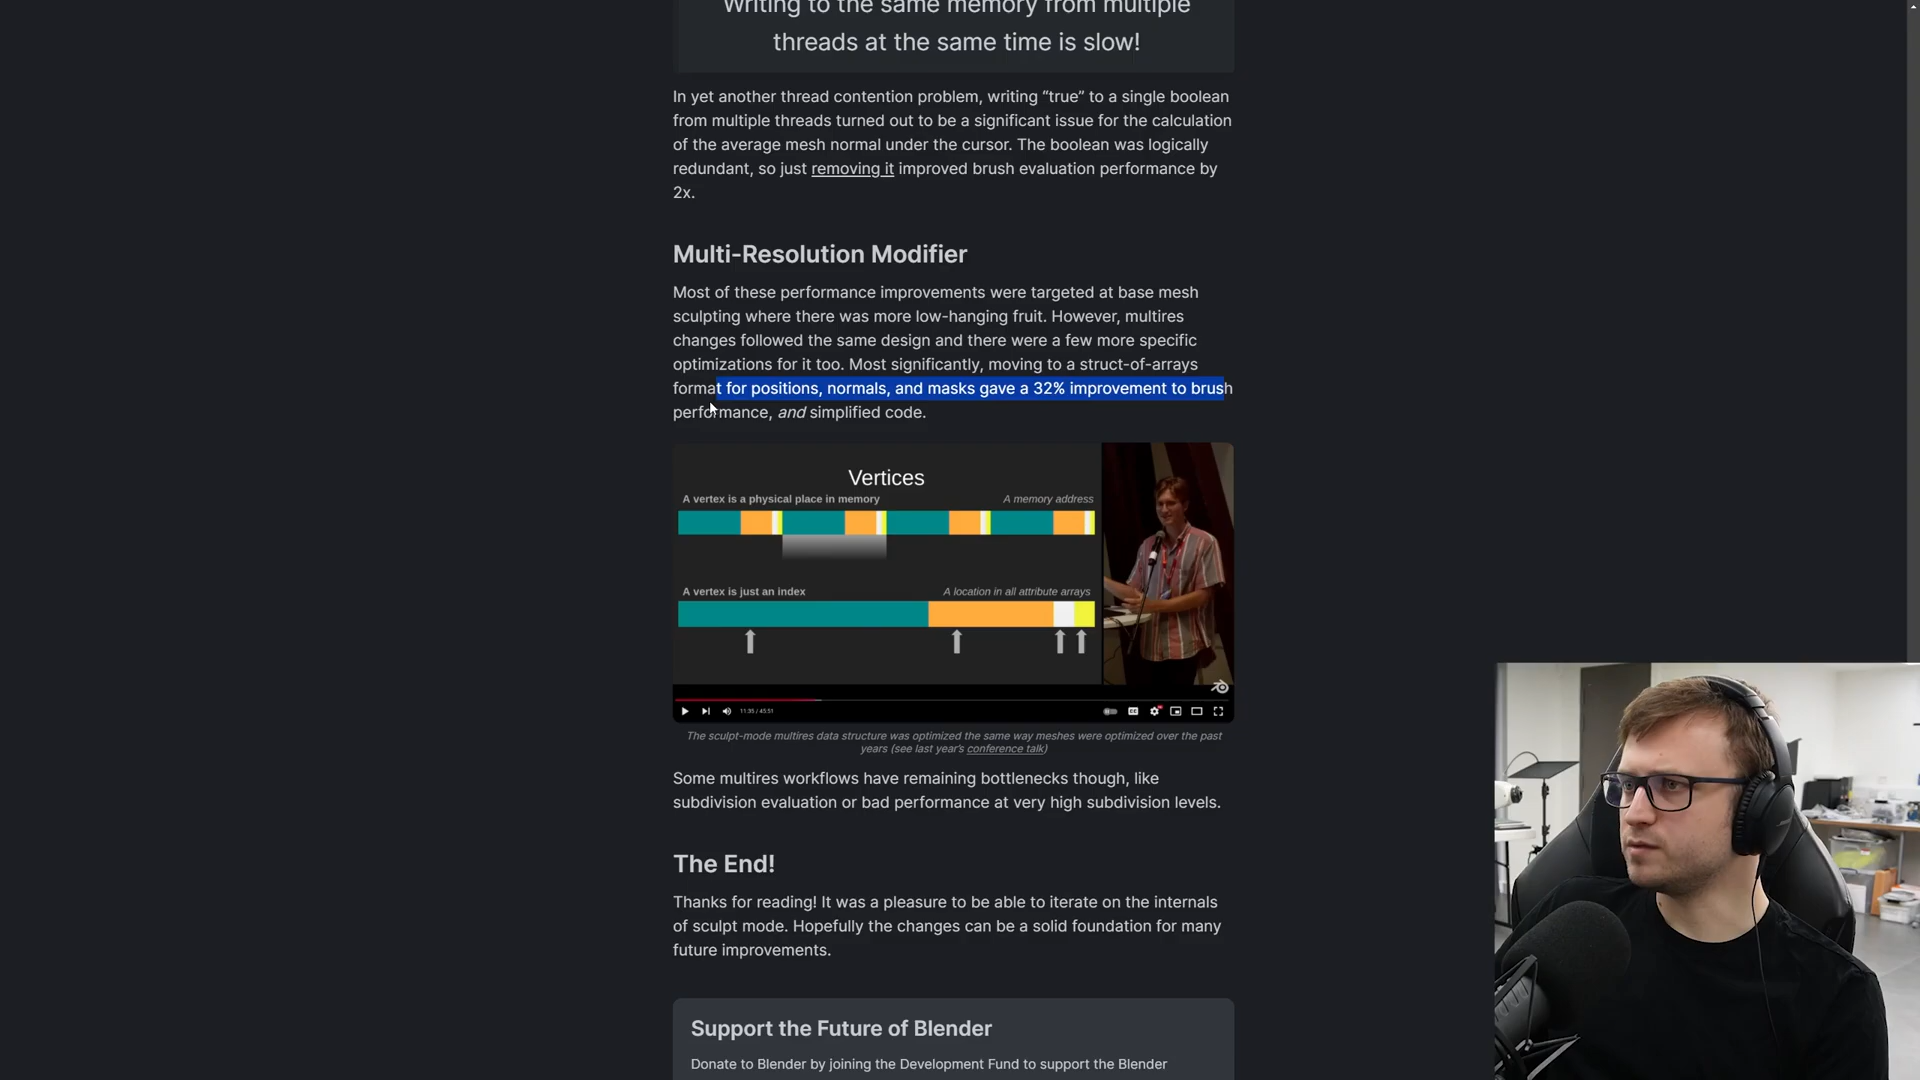 Writing to the same memory from multiple
threads at the same time is slow!
In yet another thread contention problem, writing “true” to a single boolean
from multiple threads turned out to be a significant issue for the calculation
of the average mesh normal under the cursor. The boolean was logically
redundant, so just removing it improved brush evaluation performance by
2x.
Multi-Resolution Modifier
Most of these performance improvements were targeted at base mesh
sculpting where there was more low-hanging fruit. However, multires
changes followed the same design and there were a few more specific
optimizations for it too. Most significantly, moving to a struct-of-arrays
format for positions, normals, and masks gave a 32% improvement to brush
performance, and simplified code.
Vertices
A vertex is a physical place in memory
A memory address
A vertex is just an index
A location in all attribute arrays
11:35 / 45:51
The sculpt-mode multires data structure was optimized the same way meshes were optimized over the past
years (see last year's conference talk)
Some multires workflows have remaining bottlenecks though, like
subdivision evaluation or bad performance at very high subdivision levels.
The End!
Thanks for reading! It was a pleasure to be able to iterate on the internals
of sculpt mode. Hopefully the changes can be a solid foundation for many
future improvements.
Support the Future of Blender
Donate to Blender by joining the Development Fund to support the Blender